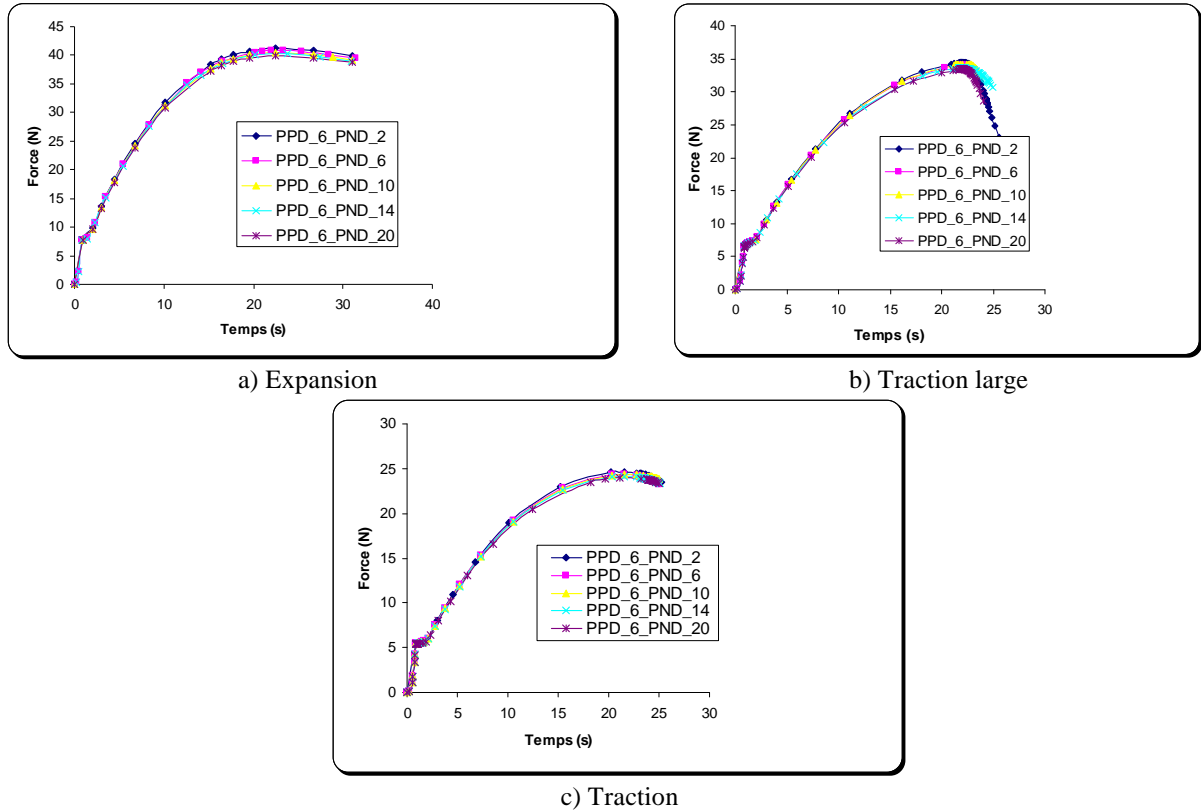 45
40
35
30
25
20
15
10
5
0
Force (N)
0 10 20 30 40
Temps (s)
PPD_6_PND_2
PPD_6_PND_6
PPD_6_PND_10
PPD_6_PND_14
PPD_6_PND_20
a) Expansion
40
35
30
25
20
15
10
5
0
Force (N)
0 5 10 15 20 25 30
Temps (s)
PPD_6_PND_2
PPD_6_PND_6
PPD_6_PND_10
PPD_6_PND_14
PPD_6_PND_20
b) Traction large
30
25
20
15
10
5
0
Force (N)
0 5 10 15 20 25 30
Temps (s)
PPD_6_PND_2
PPD_6_PND_6
PPD_6_PND_10
PPD_6_PND_14
PPD_6_PND_20
c) Traction